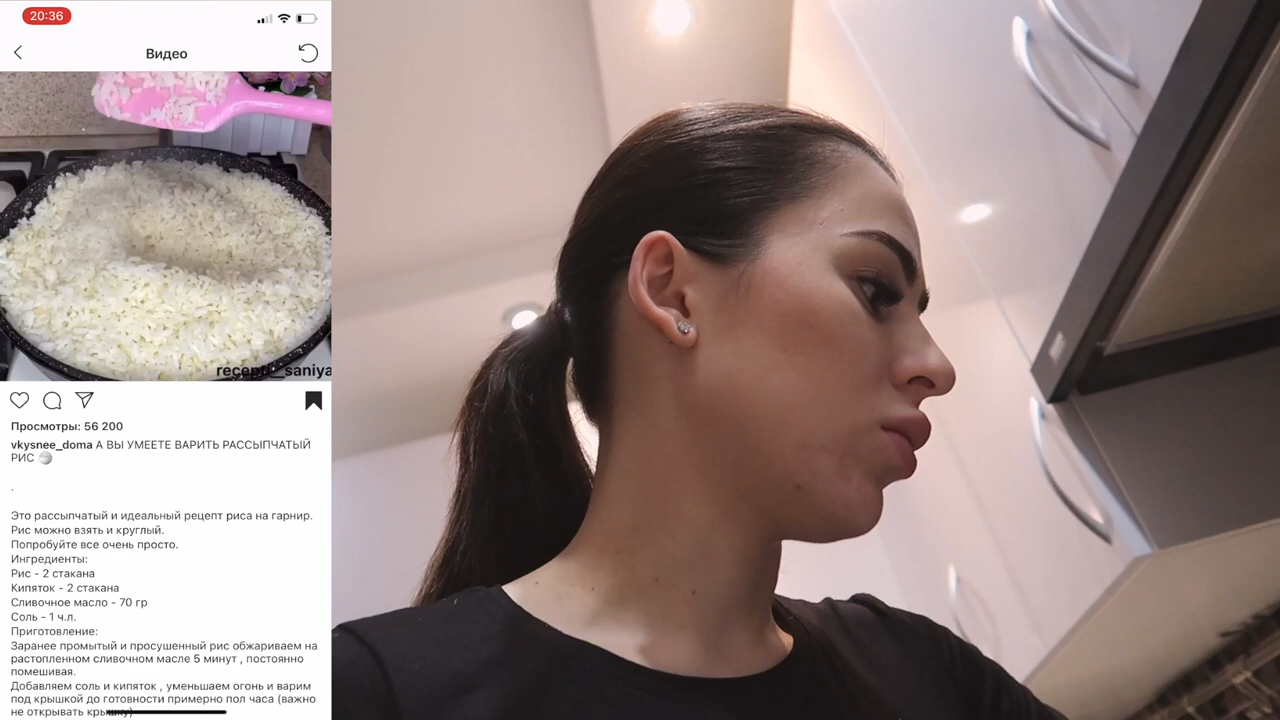 20:36
Видео
recepti_saniya
Просмотры: 56 200
vkysnee_doma А ВЫ УМЕЕТЕ ВАРИТЬ РАССЫПЧАТЫЙ
РИС 🍚
.
Это рассыпчатый и идеальный рецепт риса на гарнир.
Рис можно взять и круглый.
Попробуйте все очень просто.
Ингредиенты:
Рис - 2 стакана
Кипяток - 2 стакана
Сливочное масло - 70 гр
Соль - 1 ч.л.
Приготовление:
Заранее промытый и просушенный рис обжариваем на
растопленном сливочном масле 5 минут , постоянно
помешивая.
Добавляем соль и кипяток , уменьшаем огонь и варим
под крышкой до готовности примерно пол часа (важно
не открывать крышку)